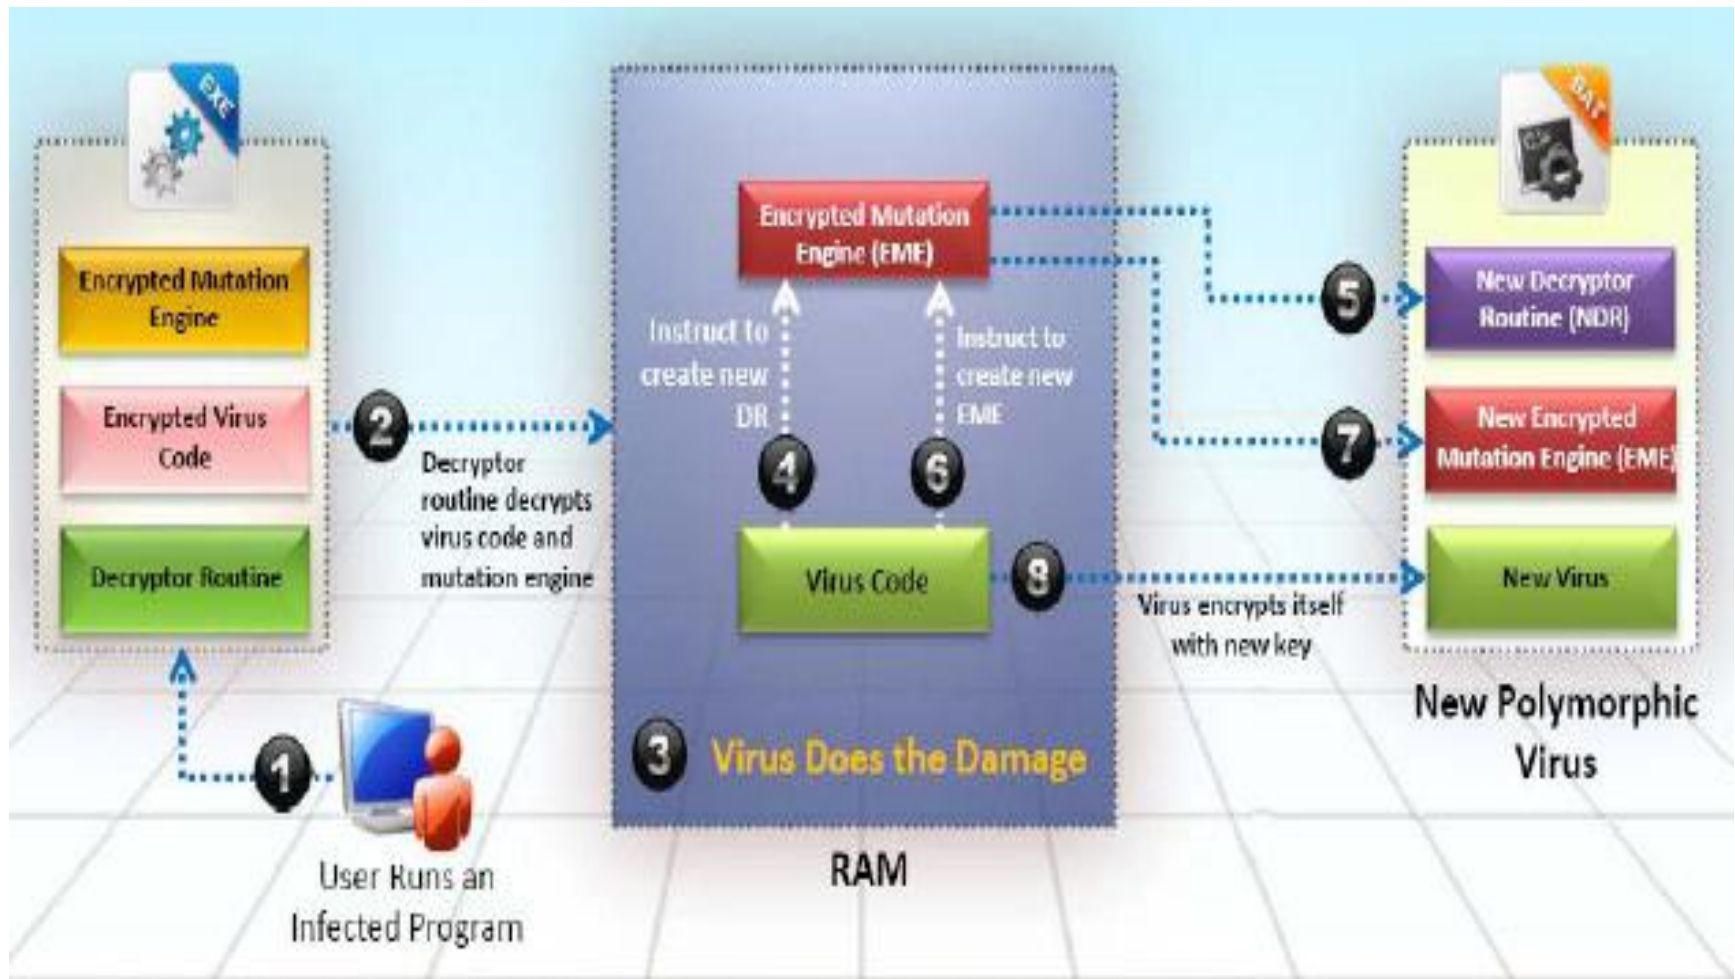 EXE
Encrypted Mutation
Engine
Encrypted Virus
Code
Decryptor Routine
1
User Runs an
Infected Program
2
Decryptor
routine decrypts
virus code and
mutation engine
Encrypted Mutation
Engine (EME)
Instruct to
create new
DR
Instruct to
create new
EME
4
6
Virus Code
3
Virus Does the Damage
RAM
5
7
8
Virus encrypts itself
with new key
BAT
New Decryptor
Routine (NDR)
New Encrypted
Mutation Engine (EME)
New Virus
New Polymorphic
Virus